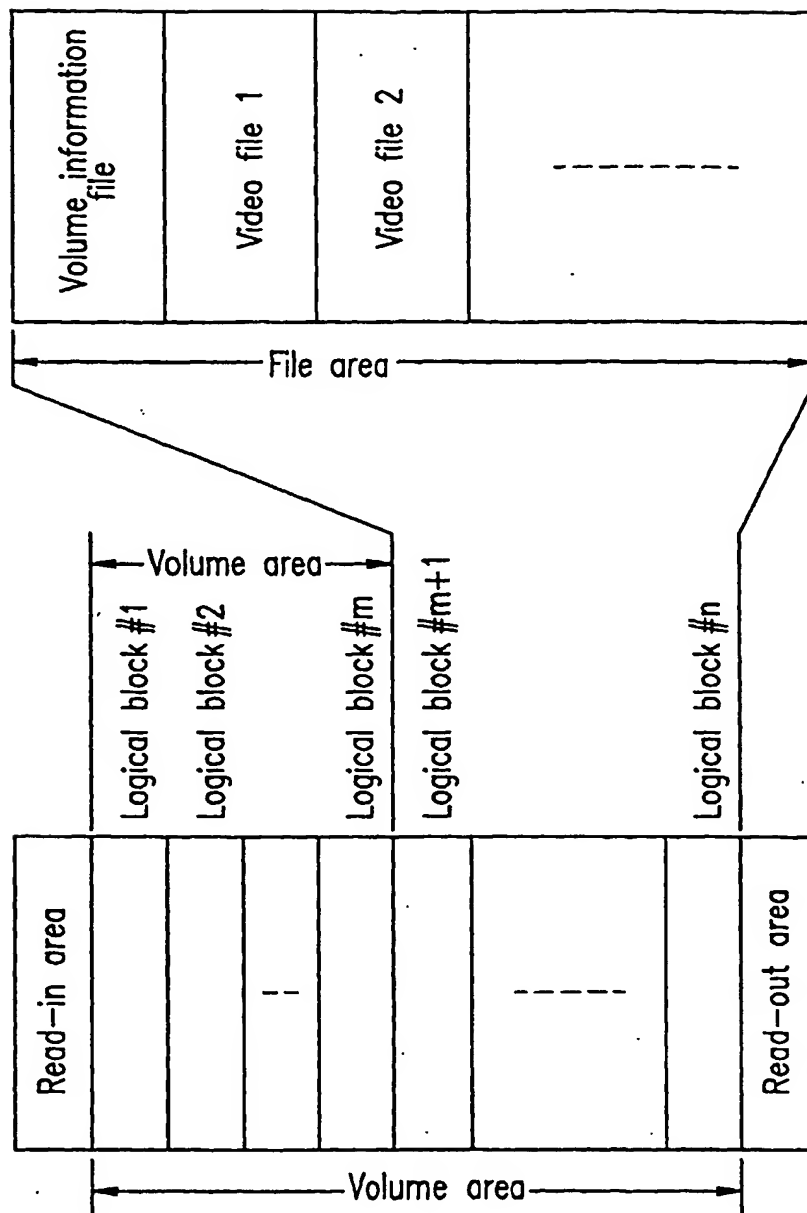 Read-in area
Logical block#1
Logical block#2
Logical block#m
Logical block#m+1
Logical block#n
Read-out area
Volume area
Volume area
File area
Volume information
file
Video file 1
Video file 2